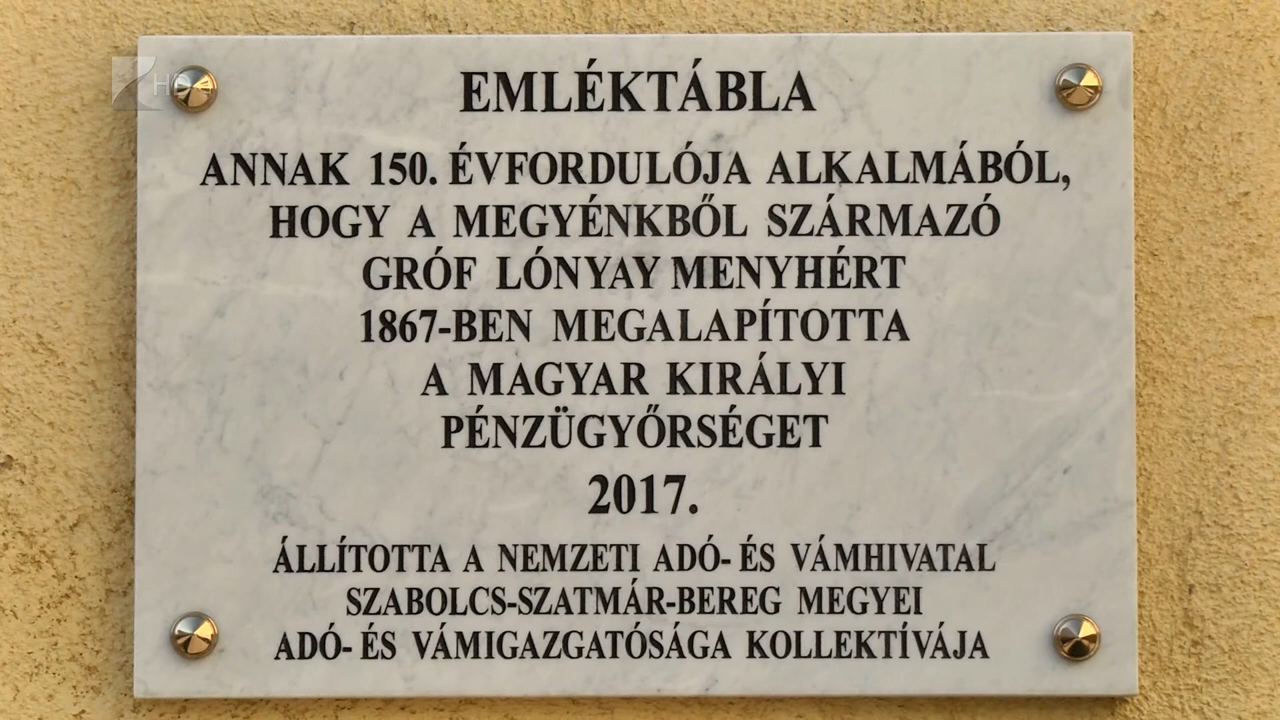 HD
EMLÉKTÁBLA
ANNAK 150. ÉVFORDULÓJA ALKALMÁBÓL,
HOGY A MEGYÉNKBŐL SZÁRMAZÓ
GRÓF LÓNYAY MENYHÉRT
1867-BEN MEGALAPÍTOTTA
A MAGYAR KIRÁLYI
PÉNZÜGYŐRSÉGET
2017.
ÁLLÍTOTTA A NEMZETI ADÓ- ÉS VÁMHIVATAL
SZABOLCS-SZATMÁR-BEREG MEGYEI
ADÓ- ÉS VÁMIGAZGATÓSÁGA KOLLEKTÍVÁJA